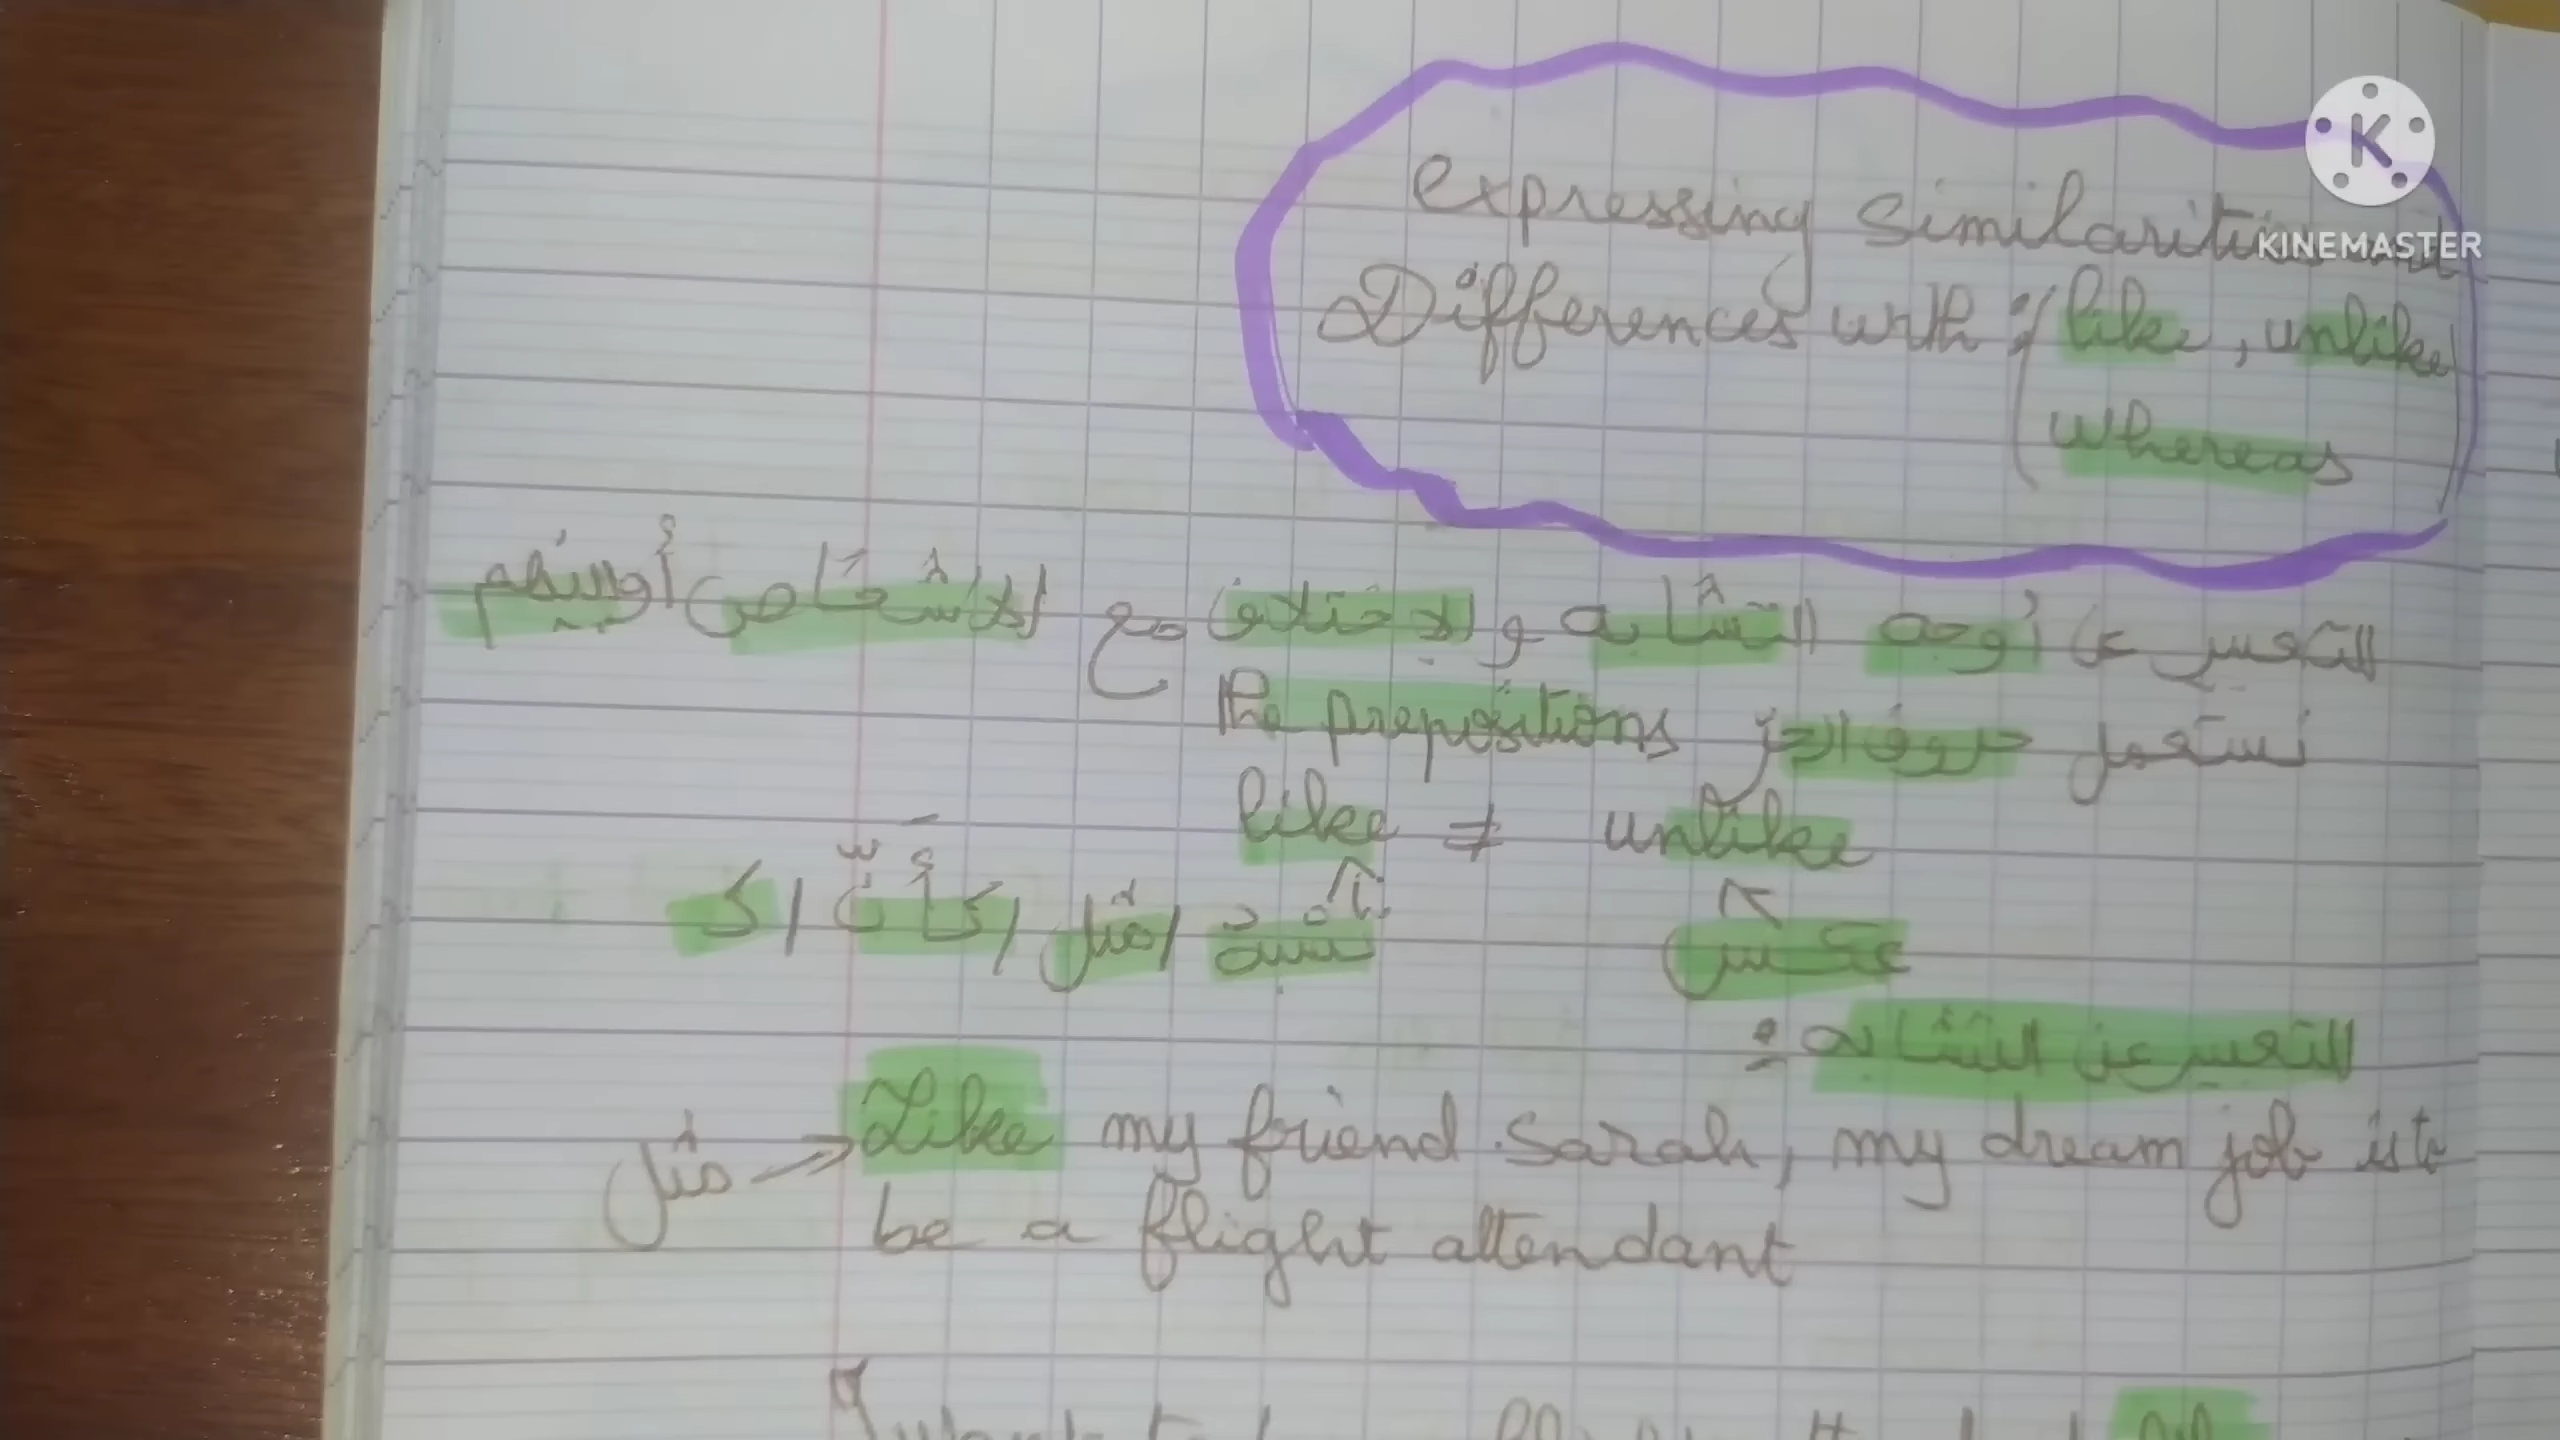 expressing similarities and
KINEMASTER
Differences with : like, unlike
whereas
التعبير عن أوجه التشابه والاختلاف مع الأشخاص أو القيم
نستعمل حروف الجرّ the prepositions
like ≠ unlike
عكس تشبه / مثل / كأنّ / كـ
التعبير عن التشابه :
مثل → Like my friend Sarah, my dream job is to
be a flight attendant